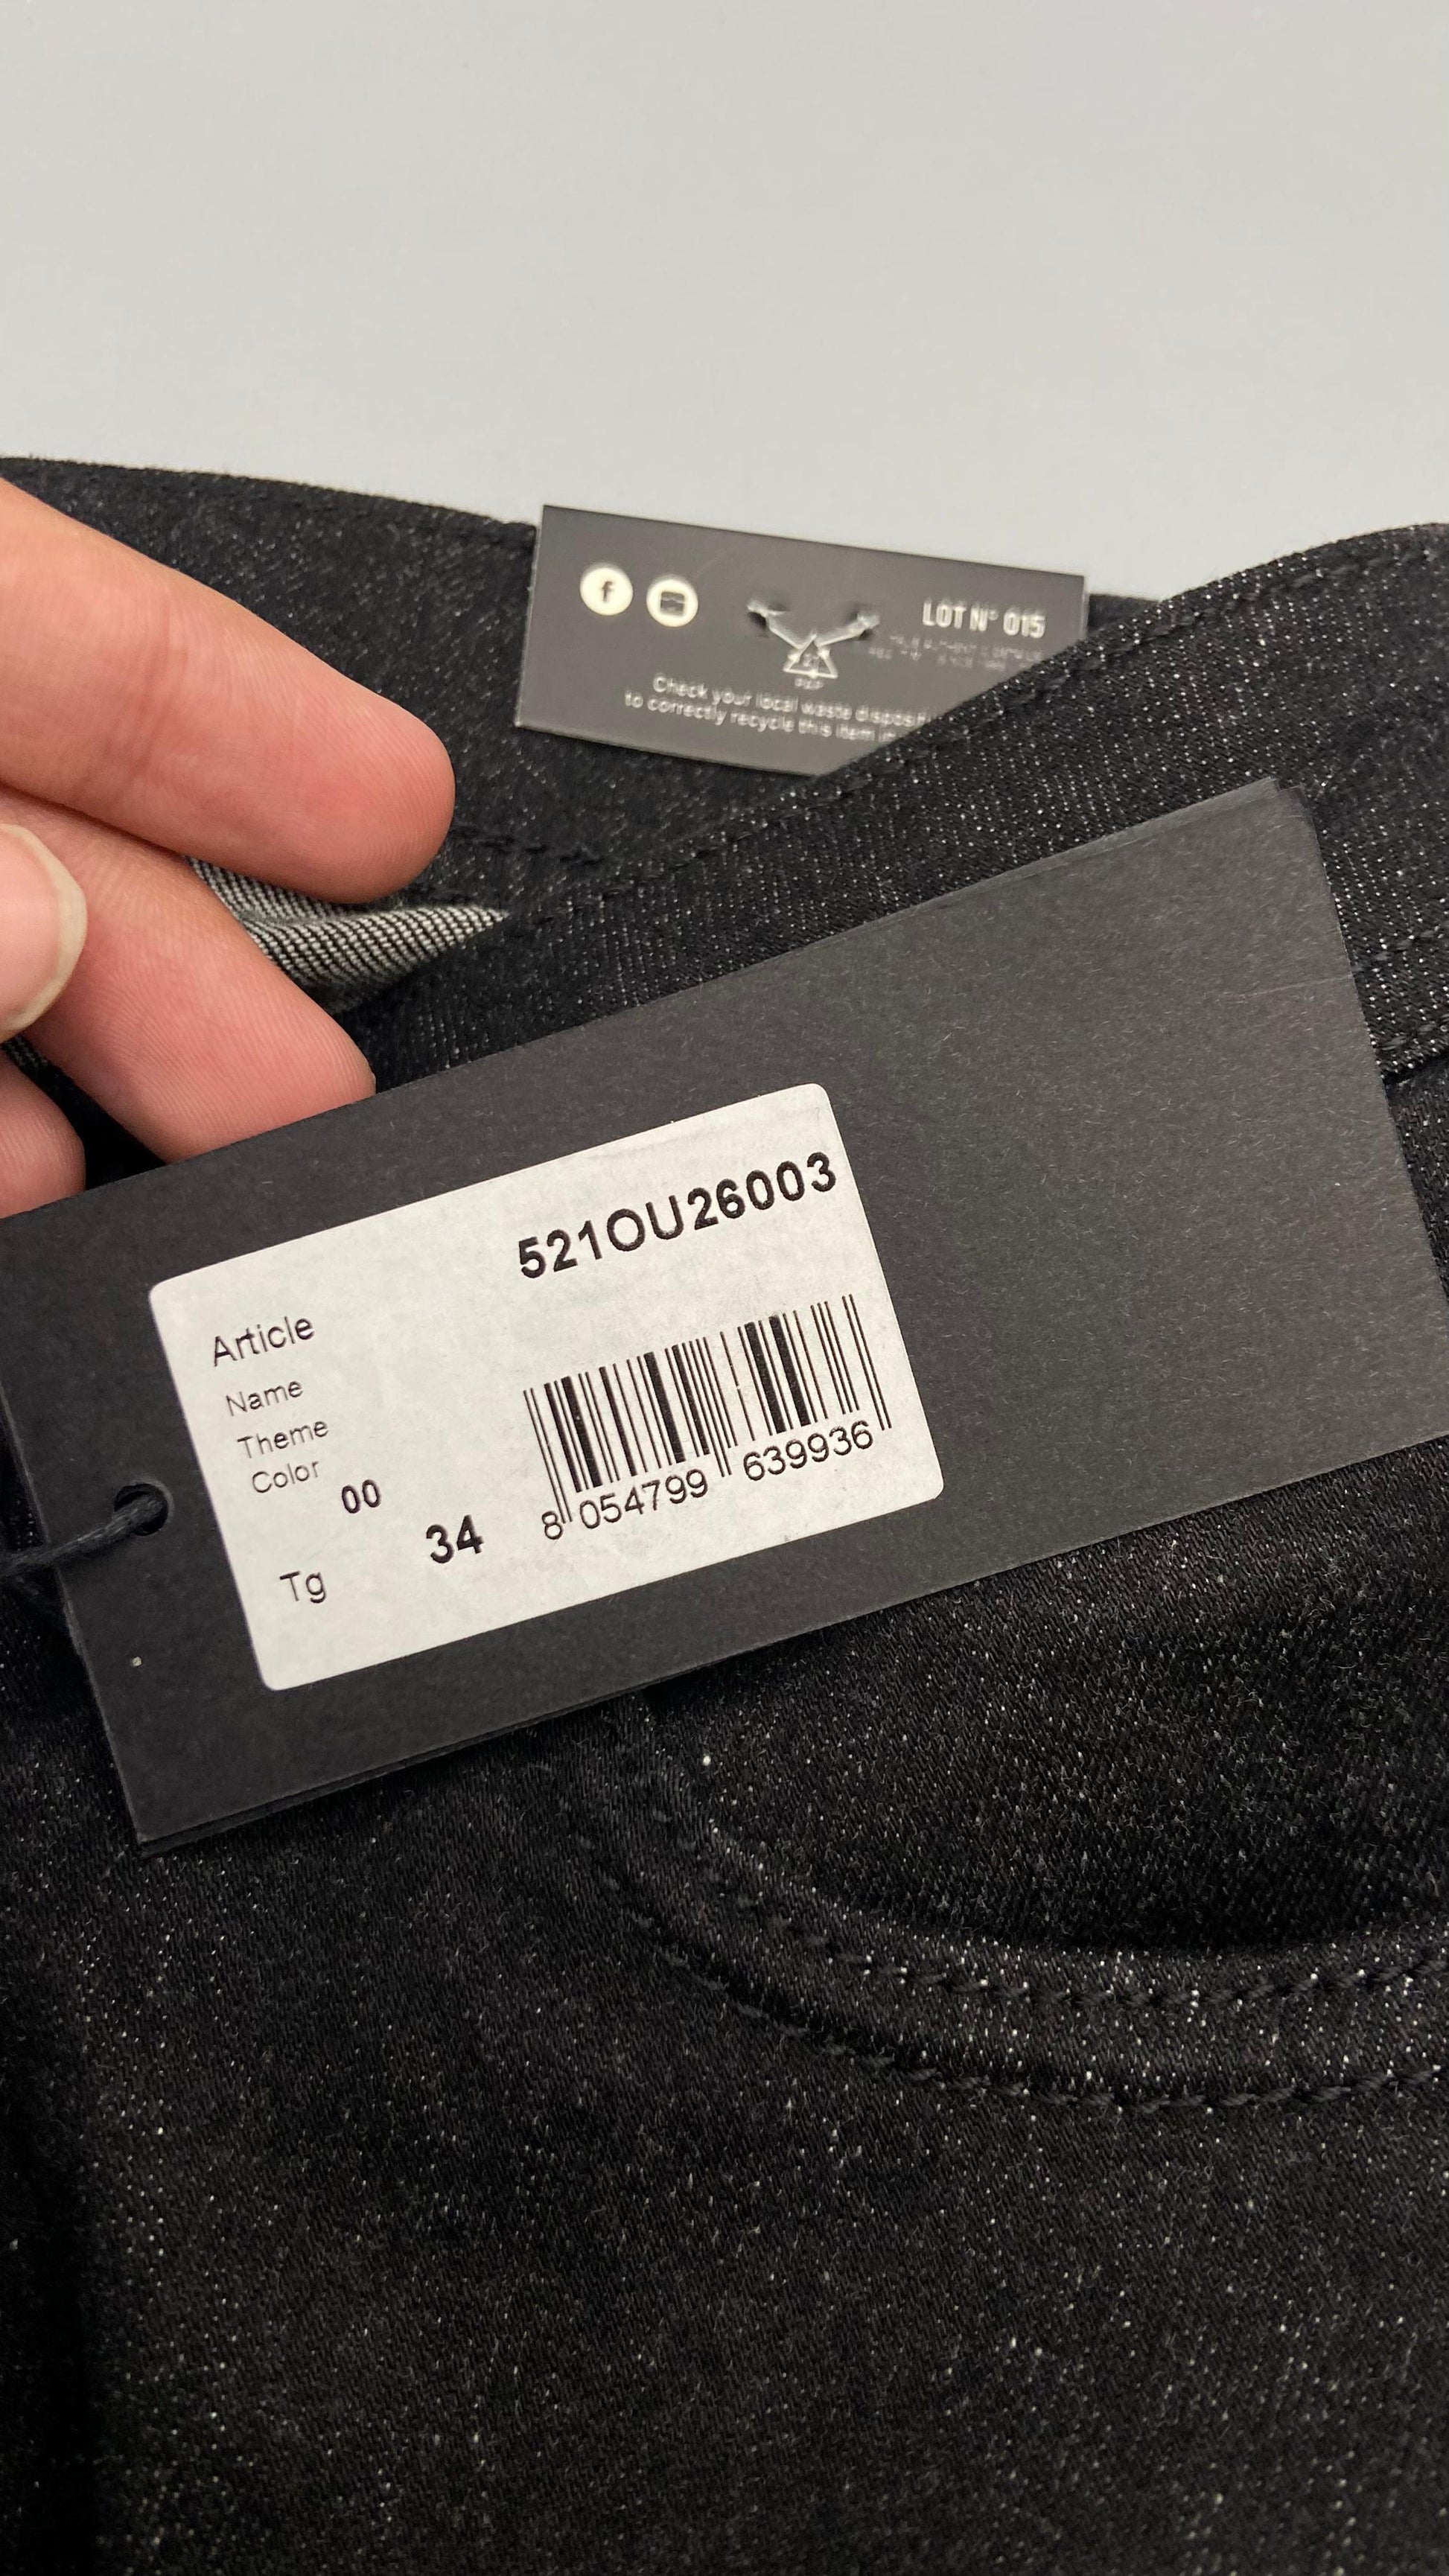 f
LOT N° 015
PAP
Check your local waste
to correctly recycle this item
521OU26003
Article
Name
Theme
Color
00
34
8 054799 639936
Tg